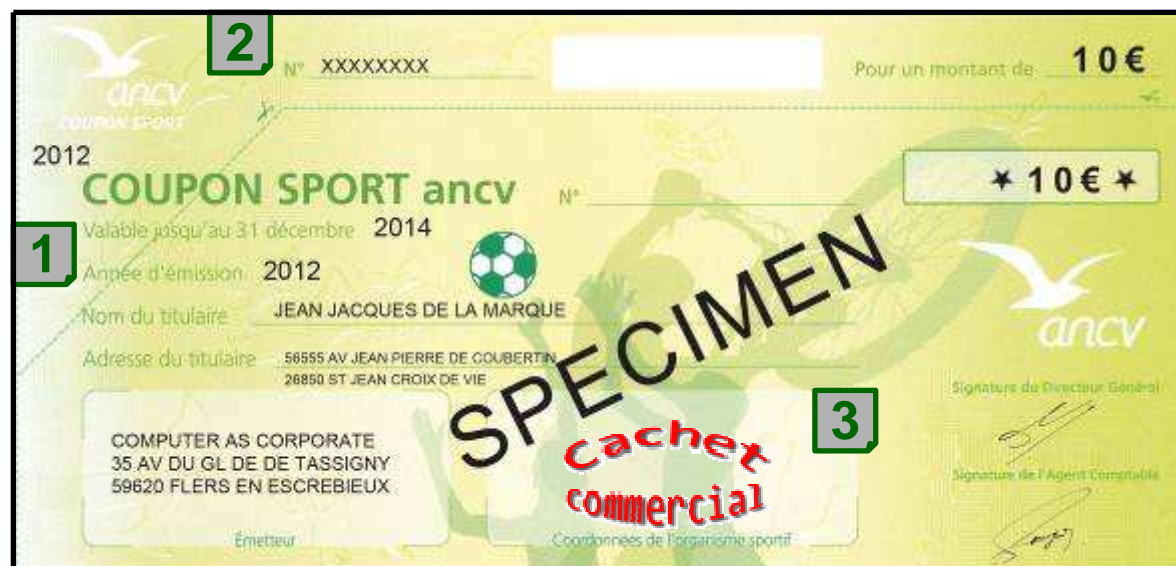 2
N° XXXXXXXX
Pour un montant de 10€
ancv
COUPON SPORT
2012
COUPON SPORT ancv N°
* 10€ *
1
Valable jusqu'au 31 décembre 2014
Année d'émission 2012
Nom du titulaire JEAN JACQUES DE LA MARQUE
ancv
Adresse du titulaire 56555 AV JEAN PIERRE DE COUBERTIN
26850 ST JEAN CROIX DE VIE
SPECIMEN
3
Signature du Directeur Général
COMPUTER AS CORPORATE
35 AV DU GL DE DE TASSIGNY
59620 FLERS EN ESCREBIEUX
Cachet
commercial
Signature de l'Agent Comptable
Émetteur
Coordonnées de l'organisme sportif